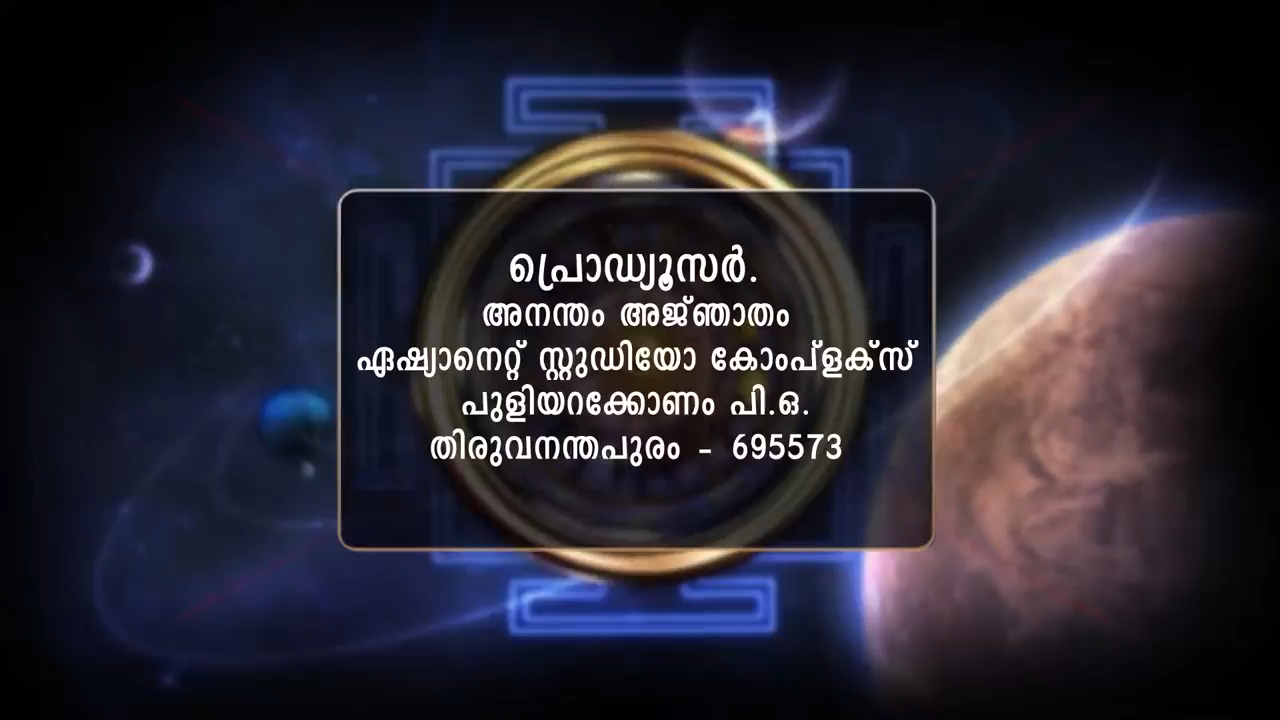 പ്രൊഡ്യൂസർ.
അനന്തം അജ്ഞാതം
ഏഷ്യാനെറ്റ് സ്റ്റുഡിയോ കോംപ്ളക്സ്
പുളിയറക്കോണം പി.ഒ.
തിരുവനന്തപുരം - 695573